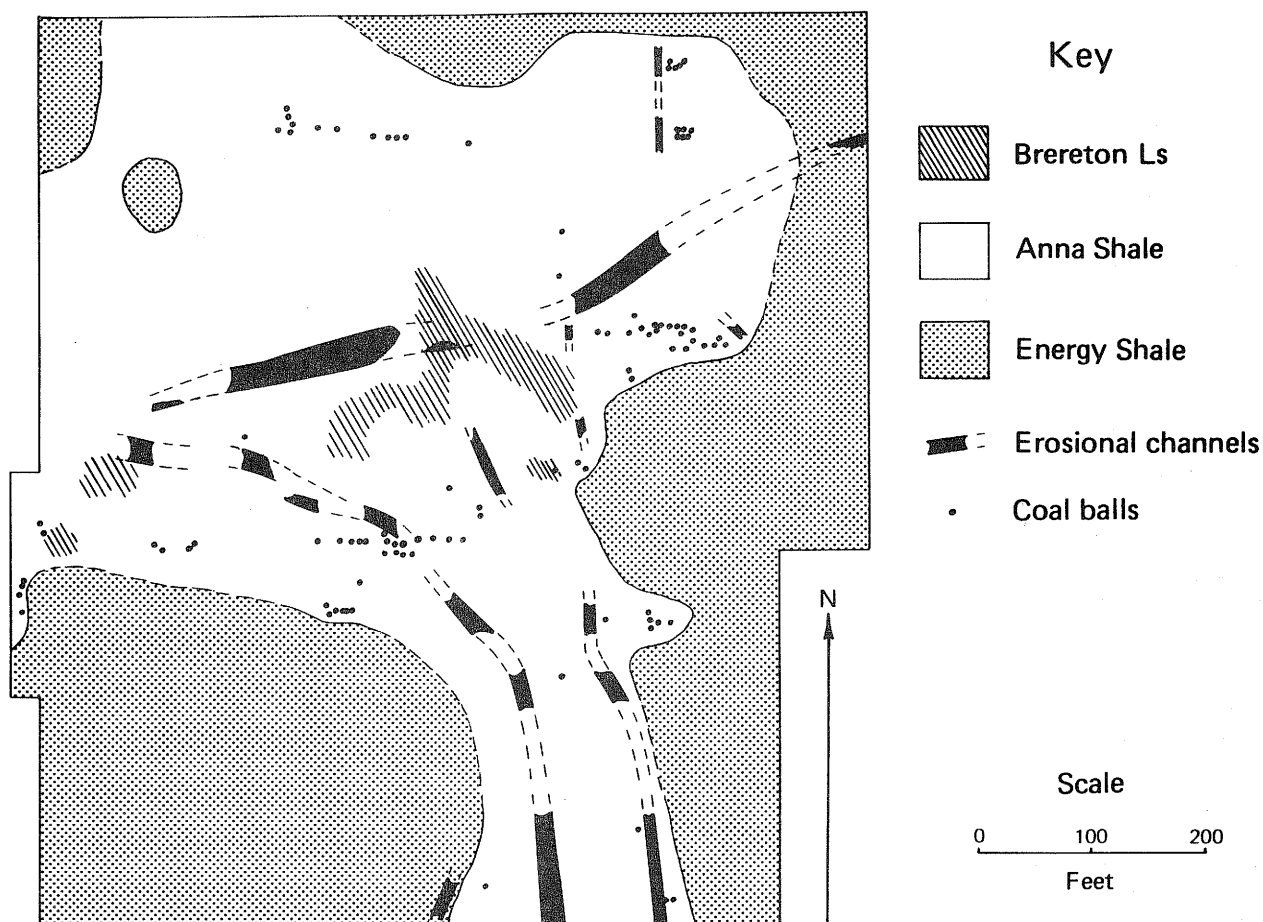 Key
Brereton Ls
Anna Shale
Energy Shale
Erosional channels
Coal balls
N
Scale
0 100 200
Feet